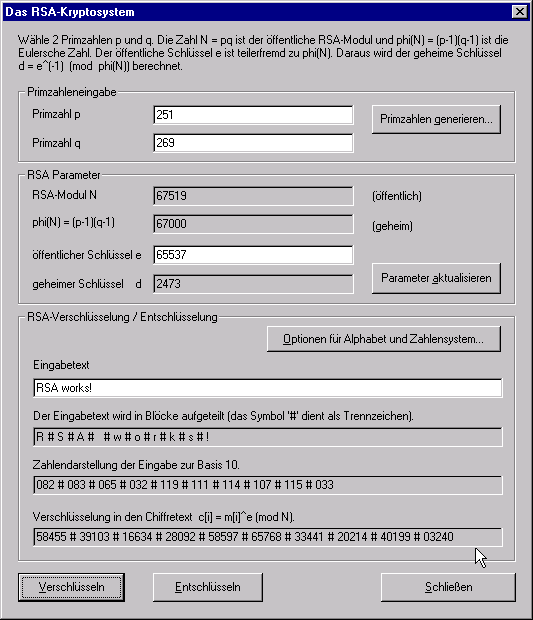 Das RSA-Kryptosystem
Wähle 2 Primzahlen p und q. Die Zahl N = pq ist der öffentliche RSA-Modul und phi(N) = (p-1)(q-1) ist die
Eulersche Zahl. Der öffentliche Schlüssel e ist teilerfremd zu phi(N). Daraus wird der geheime Schlüssel
d = e^(-1) (mod phi(N)) berechnet.
Primzahleneingabe
Primzahl p 251 Primzahlen generieren...
Primzahl q 269
RSA Parameter
RSA-Modul N 67519 (öffentlich)
phi(N) = (p-1)(q-1) 67000 (geheim)
öffentlicher Schlüssel e 65537
geheimer Schlüssel d 2473 Parameter aktualisieren
RSA-Verschlüsselung / Entschlüsselung
Optionen für Alphabet und Zahlensystem...
Eingabetext
RSA works!
Der Eingabetext wird in Blöcke aufgeteilt (das Symbol '#' dient als Trennzeichen).
R # S # A #   # w # o # r # k # s # !
Zahlendarstellung der Eingabe zur Basis 10.
082 # 083 # 065 # 032 # 119 # 111 # 114 # 107 # 115 # 033
Verschlüsselung in den Chiffretext c[i] = m[i]^e (mod N).
58455 # 39103 # 16634 # 28092 # 58597 # 65768 # 33441 # 20214 # 40199 # 03240
Verschlüsseln Entschlüsseln Schließen